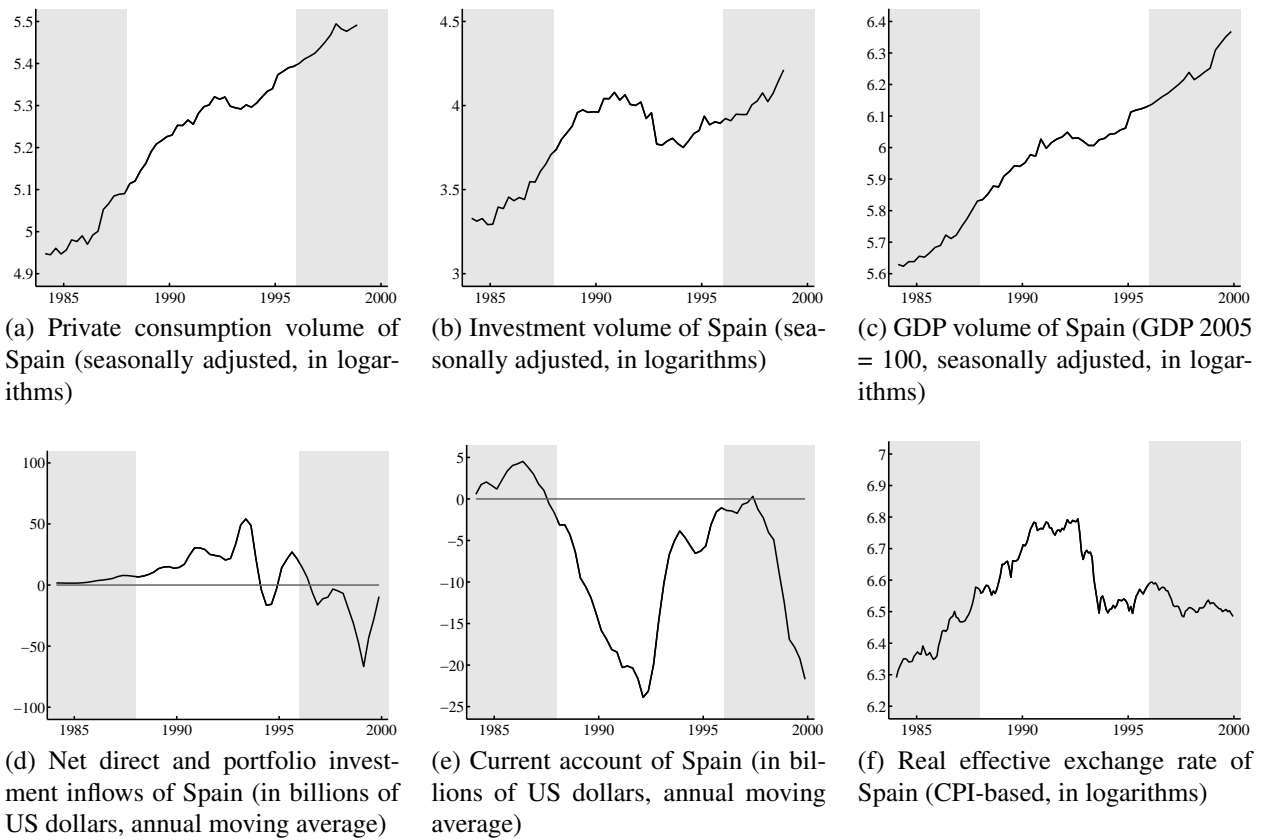 5.5
5.4
5.3
5.2
5.1
5
4.9
1985 1990 1995 2000
(a) Private consumption volume of
Spain (seasonally adjusted, in logar-
ithms)
4.5
4
3.5
3
1985 1990 1995 2000
(b) Investment volume of Spain (sea-
sonally adjusted, in logarithms)
6.4
6.3
6.2
6.1
6
5.9
5.8
5.7
5.6
1985 1990 1995 2000
(c) GDP volume of Spain (GDP 2005
= 100, seasonally adjusted, in logar-
ithms)
100
50
0
−50
−100
1985 1990 1995 2000
(d) Net direct and portfolio invest-
ment inflows of Spain (in billions of
US dollars, annual moving average)
5
0
−5
−10
−15
−20
−25
1985 1990 1995 2000
(e) Current account of Spain (in bil-
lions of US dollars, annual moving
average)
7
6.9
6.8
6.7
6.6
6.5
6.4
6.3
6.2
1985 1990 1995 2000
(f) Real effective exchange rate of
Spain (CPI-based, in logarithms)